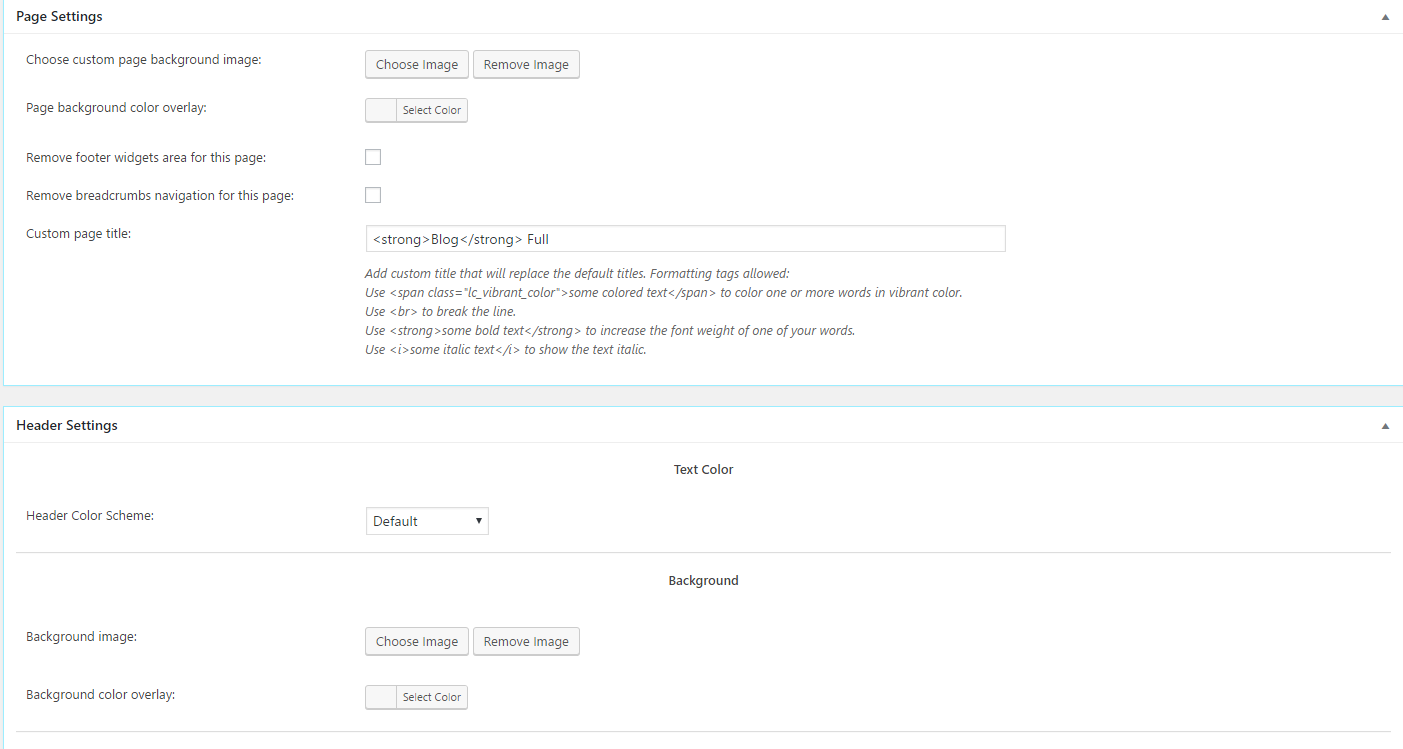 Page Settings
Choose custom page background image:
Choose Image Remove Image
Page background color overlay:
Select Color
Remove footer widgets area for this page:
Remove breadcrumbs navigation for this page:
Custom page title:
<strong>Blog</strong> Full
Add custom title that will replace the default titles. Formatting tags allowed:
Use <span class="lc_vibrant_color">some colored text</span> to color one or more words in vibrant color.
Use <br> to break the line.
Use <strong>some bold text</strong> to increase the font weight of one of your words.
Use <i>some italic text</i> to show the text italic.
Header Settings
Text Color
Header Color Scheme:
Default
Background
Background image:
Choose Image Remove Image
Background color overlay:
Select Color